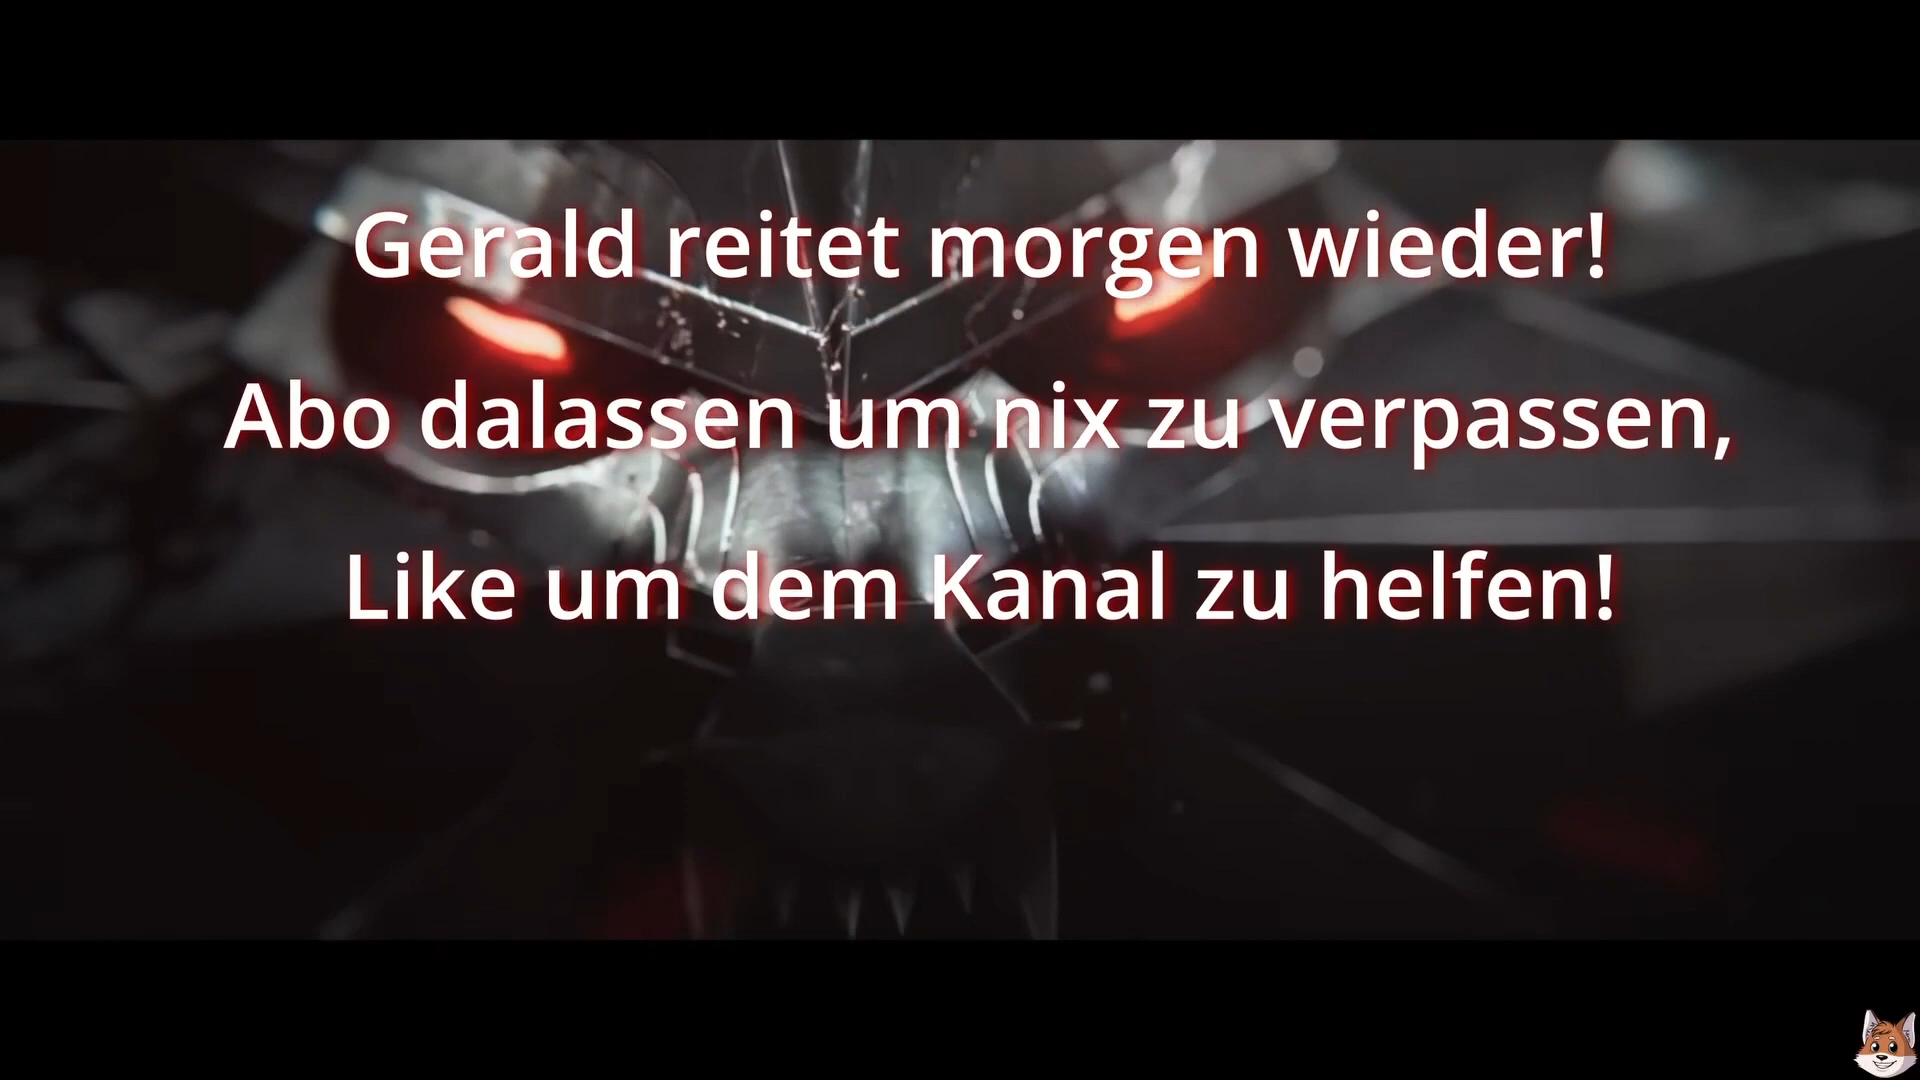 Gerald reitet morgen wieder!
Abo dalassen um nix zu verpassen,
Like um dem Kanal zu helfen!